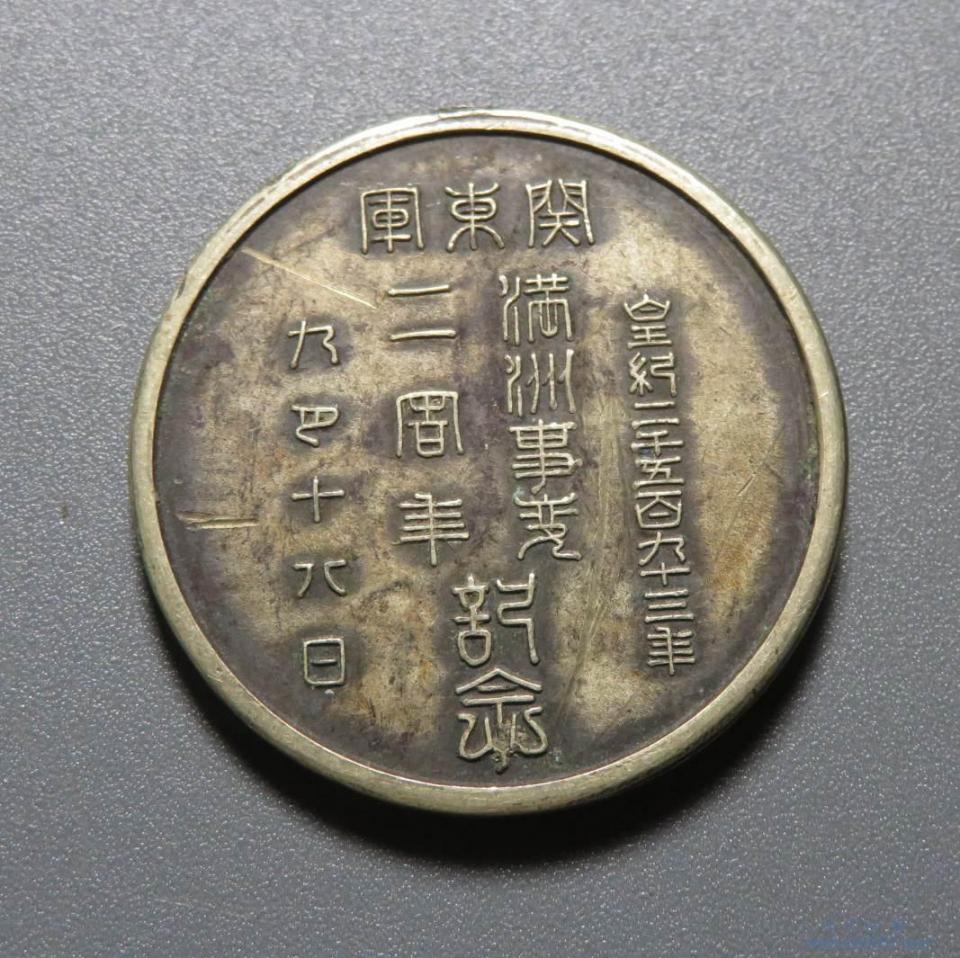 関東軍
皇紀二千五百九十三年
満洲事変
二周年
記念
九月十八日